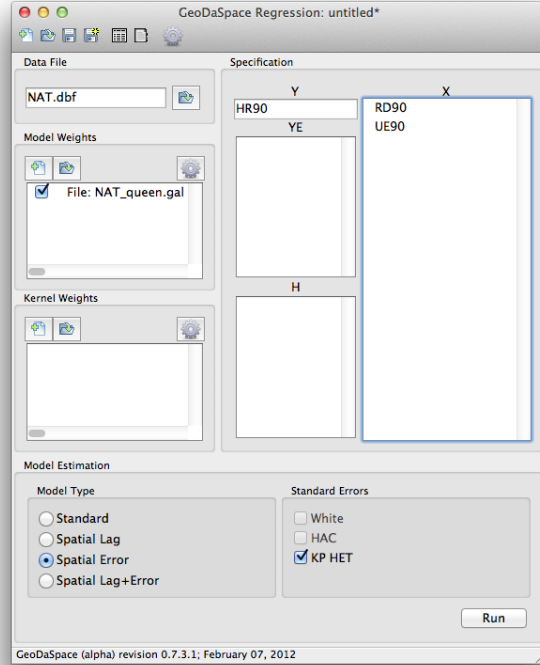 GeoDaSpace Regression: untitled*
Data File
NAT.dbf
Model Weights
File: NAT_queen.gal
Kernel Weights
Specification
Y
HR90
YE
H
X
RD90
UE90
Model Estimation
Model Type
Standard
Spatial Lag
Spatial Error
Spatial Lag+Error
Standard Errors
White
HAC
KP HET
Run
GeoDaSpace (alpha) revision 0.7.3.1; February 07, 2012